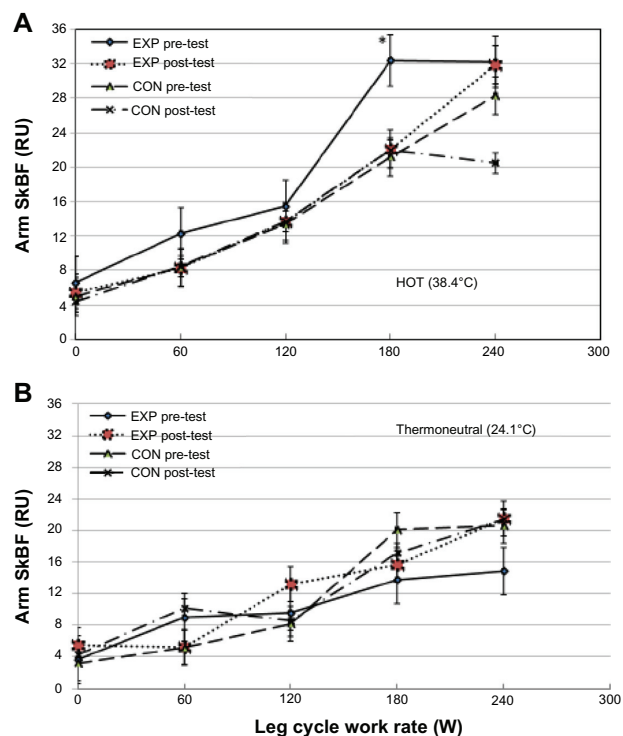 A
36
32
28
24
20
16
12
8
4
0
Arm SkBF (RU)
EXP pre-test
EXP post-test
CON pre-test
CON post-test
*
HOT (38.4°C)
0 60 120 180 240 300
B
36
32
28
24
20
16
12
8
4
0
Arm SkBF (RU)
EXP pre-test
EXP post-test
CON pre-test
CON post-test
Thermoneutral (24.1°C)
0 60 120 180 240 300
Leg cycle work rate (W)